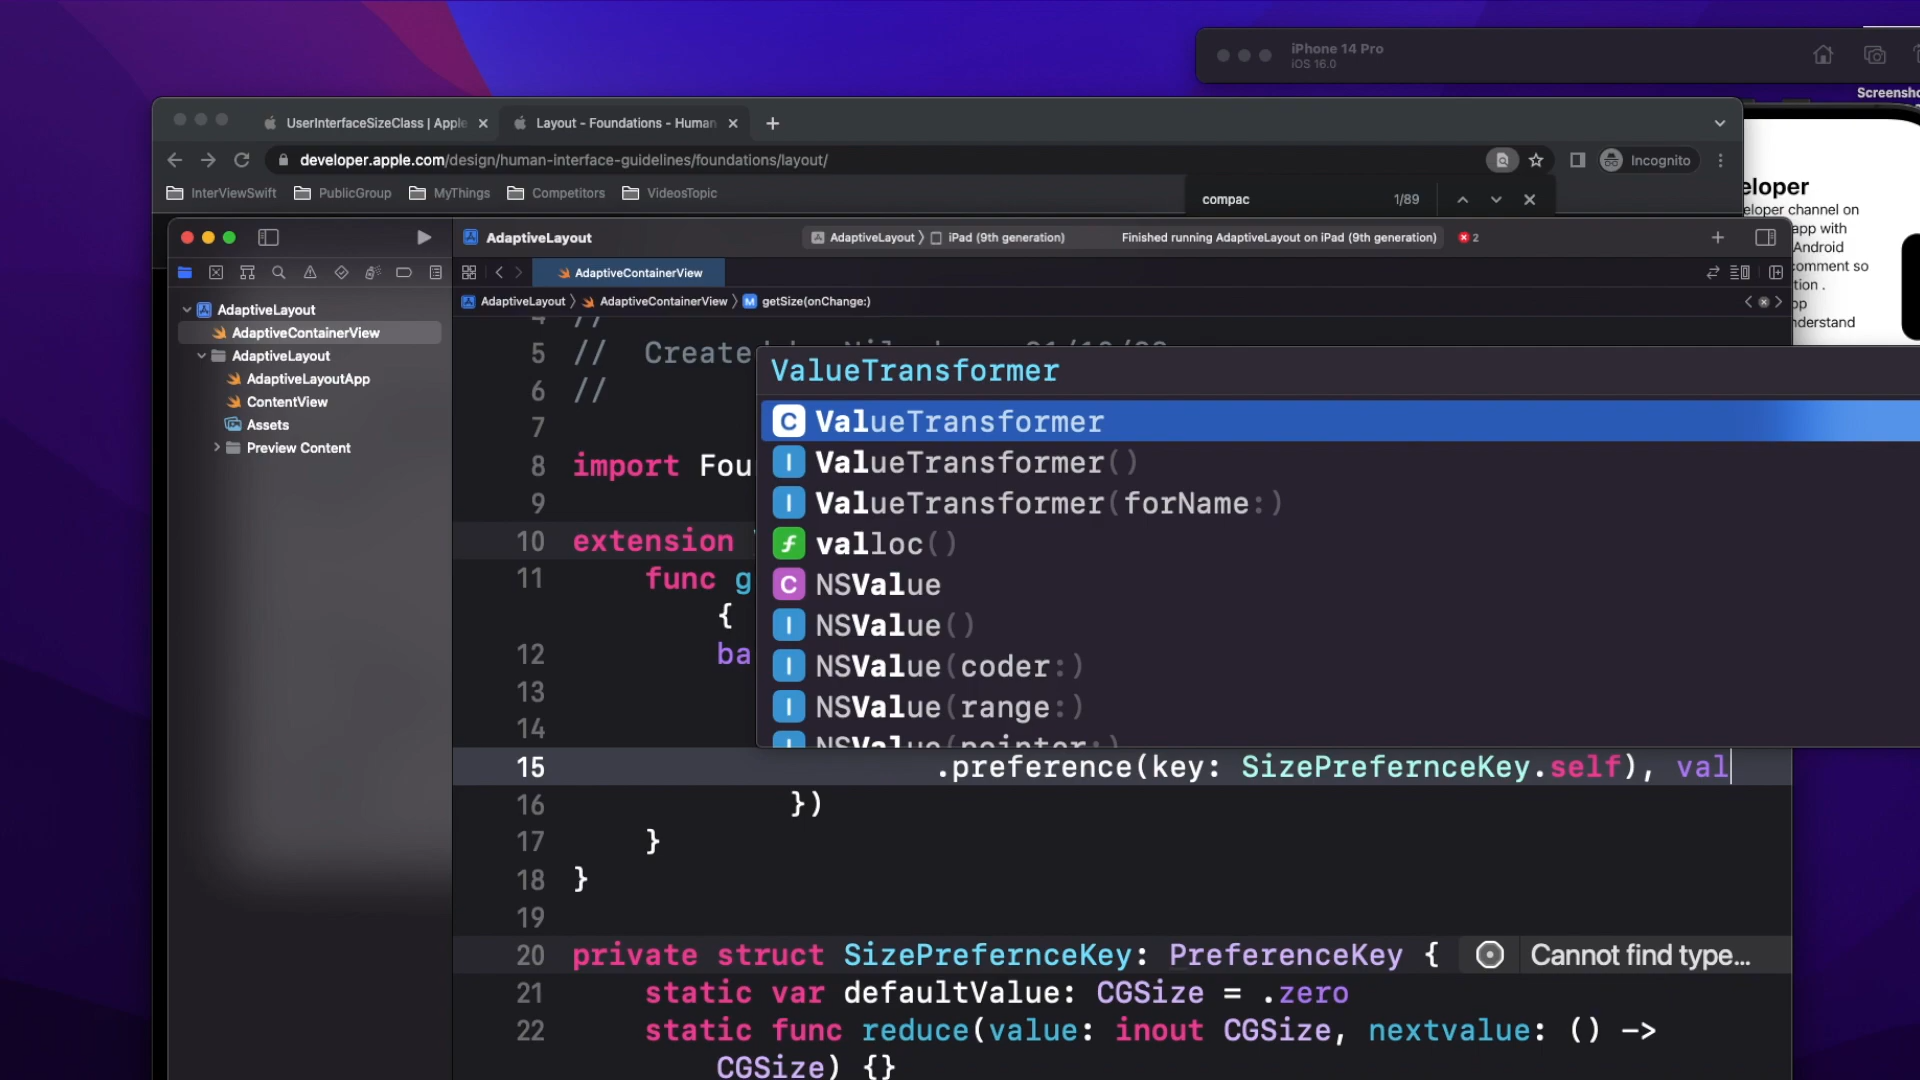 iPhone 14 Pro
iOS 16.0
UserInterfaceSizeClass | Apple
Layout - Foundations - Human
developer.apple.com/design/human-interface-guidelines/foundations/layout/
Incognito
InterViewSwift
PublicGroup
MyThings
Competitors
VideosTopic
compac
1/89
eloper
eloper channel on
app with
Android
comment so
tion .
op
nderstand
AdaptiveLayout
AdaptiveLayout
iPad (9th generation)
Finished running AdaptiveLayout on iPad (9th generation)
2
AdaptiveContainerView
AdaptiveLayout
AdaptiveContainerView
M getSize(onChange:)
AdaptiveLayout
AdaptiveContainerView
AdaptiveLayout
AdaptiveLayoutApp
ContentView
Assets
Preview Content
4 //
5 // Create
6 //
7
8 import Fou
9
10 extension
11 func g
{
12 ba
13
14
ValueTransformer
C ValueTransformer
I ValueTransformer()
I ValueTransformer(forName:)
f valloc()
C NSValue
I NSValue()
I NSValue(coder:)
I NSValue(range:)
I NSValue(pointer:)
15 .preference(key: SizePrefernceKey.self), val
16 })
17 }
18 }
19
20 private struct SizePrefernceKey: PreferenceKey { Cannot find type...
21 static var defaultValue: CGSize = .zero
22 static func reduce(value: inout CGSize, nextvalue: () ->
CGSize) {}